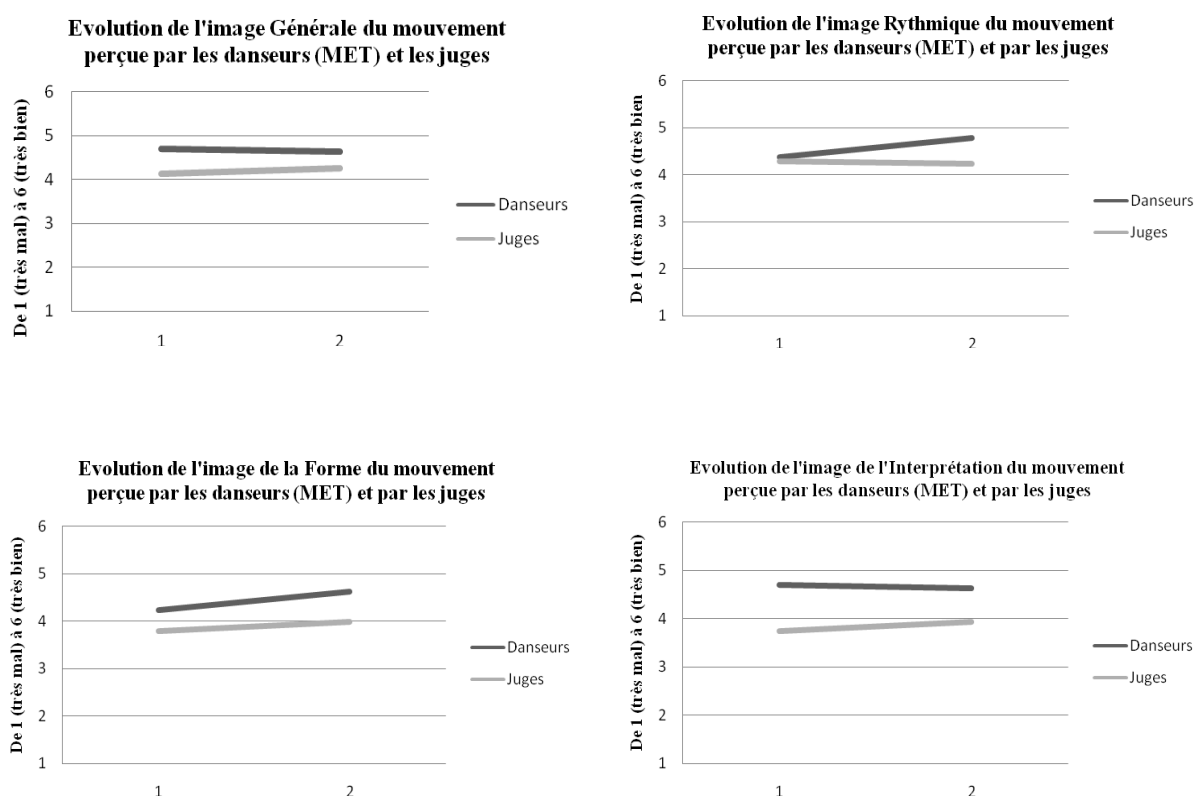 Evolution de l'image Générale du mouvement
perçue par les danseurs (MET) et les juges
De 1 (très mal) à 6 (très bien)
6
5
4
3
2
1
1
2
Danseurs
Juges
Evolution de l'image Rythmique du mouvement
perçue par les danseurs (MET) et par les juges
De 1 (très mal) à 6 (très bien
6
5
4
3
2
1
1
2
Danseurs
Juges
Evolution de l'image de la Forme du mouvement
perçue par les danseurs (MET) et par les juges
De 1 (très mal) à 6 (très bien)
6
5
4
3
2
1
1
2
Danseurs
Juges
Evolution de l'image de l'Interprétation du mouvement
perçue par les danseurs (MET) et par les juges
De 1 (très mal) à 6 (très bien)
6
5
4
3
2
1
1
2
Danseurs
Juges